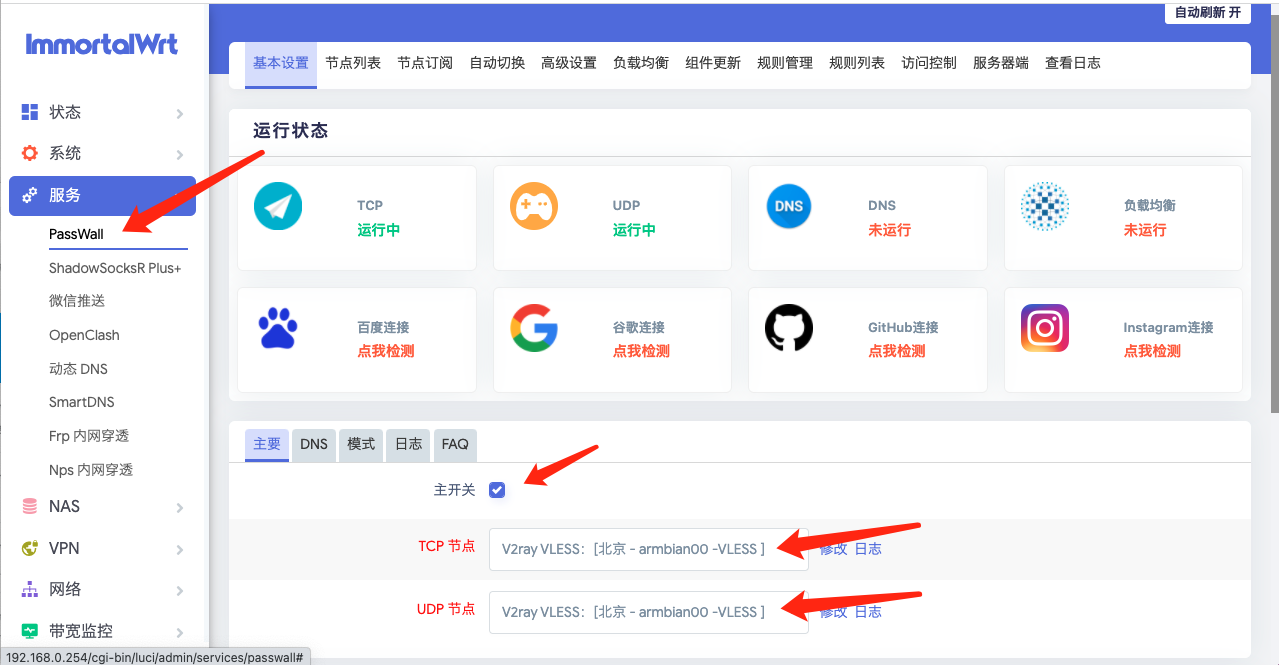 自动刷新 开
ImmortalWrt
基本设置 节点列表 节点订阅 自动切换 高级设置 负载均衡 组件更新 规则管理 规则列表 访问控制 服务器端 查看日志
状态
系统
服务
PassWall
ShadowSocksR Plus+
微信推送
OpenClash
动态 DNS
SmartDNS
Frp 内网穿透
Nps 内网穿透
NAS
VPN
网络
带宽监控
运行状态
TCP
运行中
UDP
运行中
DNS
DNS
未运行
负载均衡
未运行
百度连接
点我检测
谷歌连接
点我检测
GitHub连接
点我检测
Instagram连接
点我检测
主要 DNS 模式 日志 FAQ
主开关
TCP 节点 V2ray VLESS：[北京 - armbian00 -VLESS ] 修改 日志
UDP 节点 V2ray VLESS：[北京 - armbian00 -VLESS ] 修改 日志
192.168.0.254/cgi-bin/luci/admin/services/passwall#